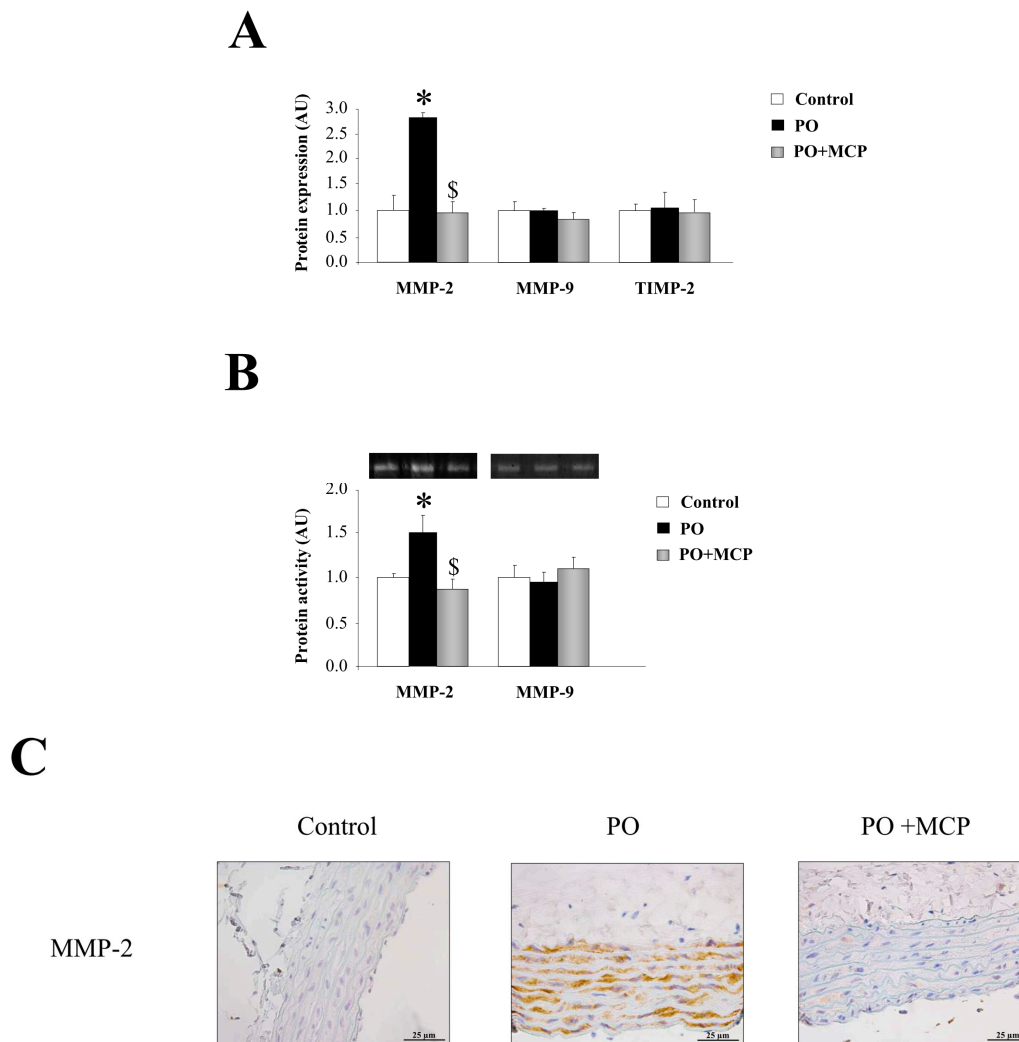 A
Protein expression (AU)
3.0
2.5
2.0
1.5
1.0
0.5
0.0
*
$
MMP-2
MMP-9
TIMP-2
Control
PO
PO+MCP
B
Protein activity (AU)
2.0
1.5
1.0
0.5
0.0
*
$
MMP-2
MMP-9
Control
PO
PO+MCP
C
Control
PO
PO +MCP
MMP-2
25 µm
25 µm
25 µm